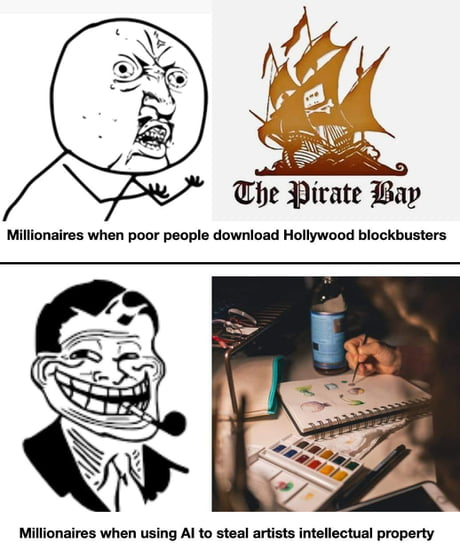 The Pirate Bay
Millionaires when poor people download Hollywood blockbusters
Millionaires when using AI to steal artists intellectual property